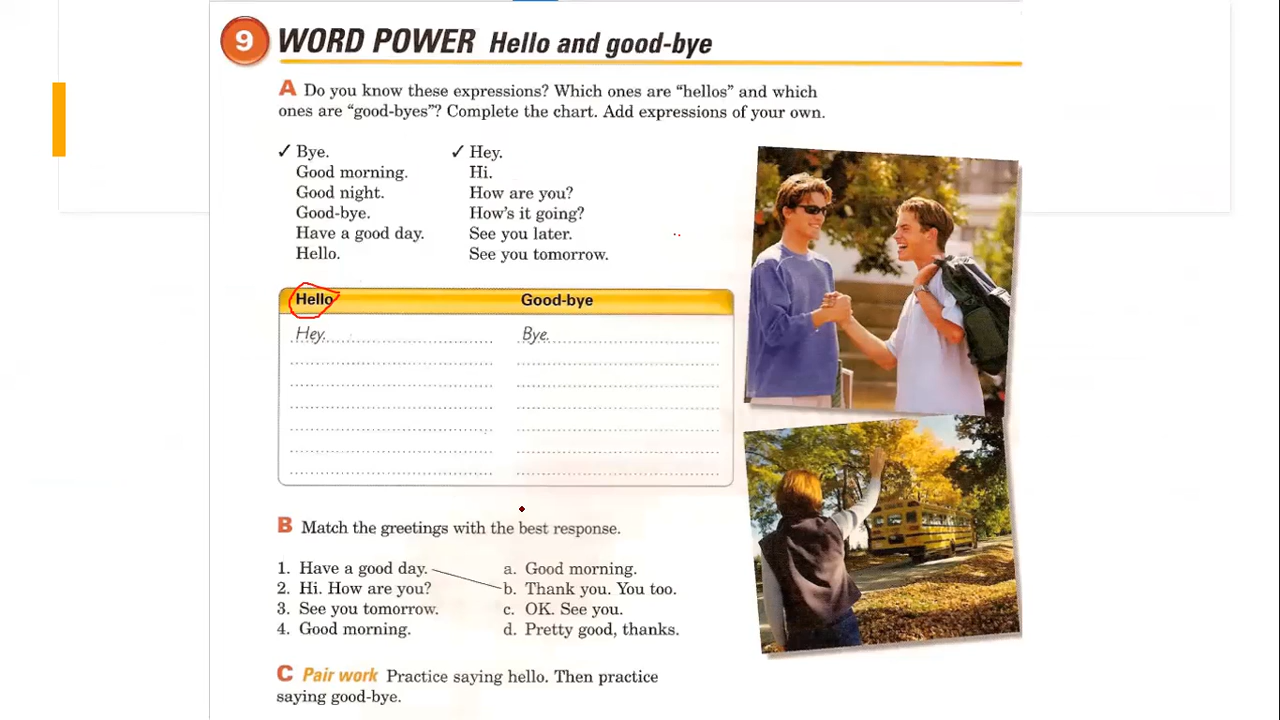 9 WORD POWER Hello and good-bye
A Do you know these expressions? Which ones are “hellos” and which
ones are “good-byes”? Complete the chart. Add expressions of your own.
✓ Bye.
Good morning.
Good night.
Good-bye.
Have a good day.
Hello.
✓ Hey.
Hi.
How are you?
How's it going?
See you later.
See you tomorrow.
Hello Good-bye
Hey. Bye.
B Match the greetings with the best response.
1. Have a good day.
2. Hi. How are you?
3. See you tomorrow.
4. Good morning.
a. Good morning.
b. Thank you. You too.
c. OK. See you.
d. Pretty good, thanks.
C Pair work Practice saying hello. Then practice
saying good-bye.